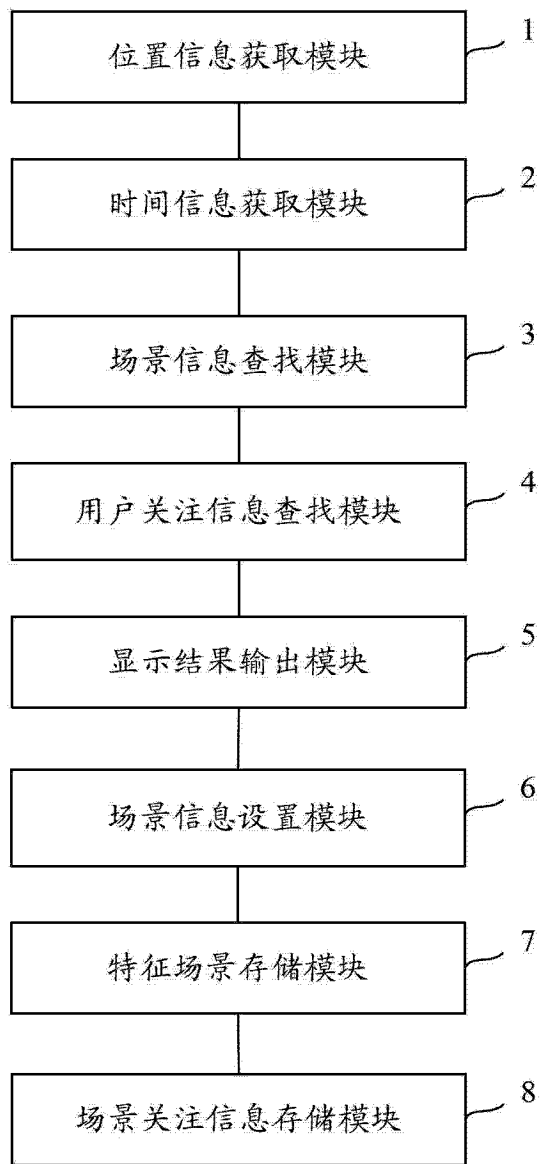 位置信息获取模块
1
时间信息获取模块
2
场景信息查找模块
3
用户关注信息查找模块
4
显示结果输出模块
5
场景信息设置模块
6
特征场景存储模块
7
场景关注信息存储模块
8